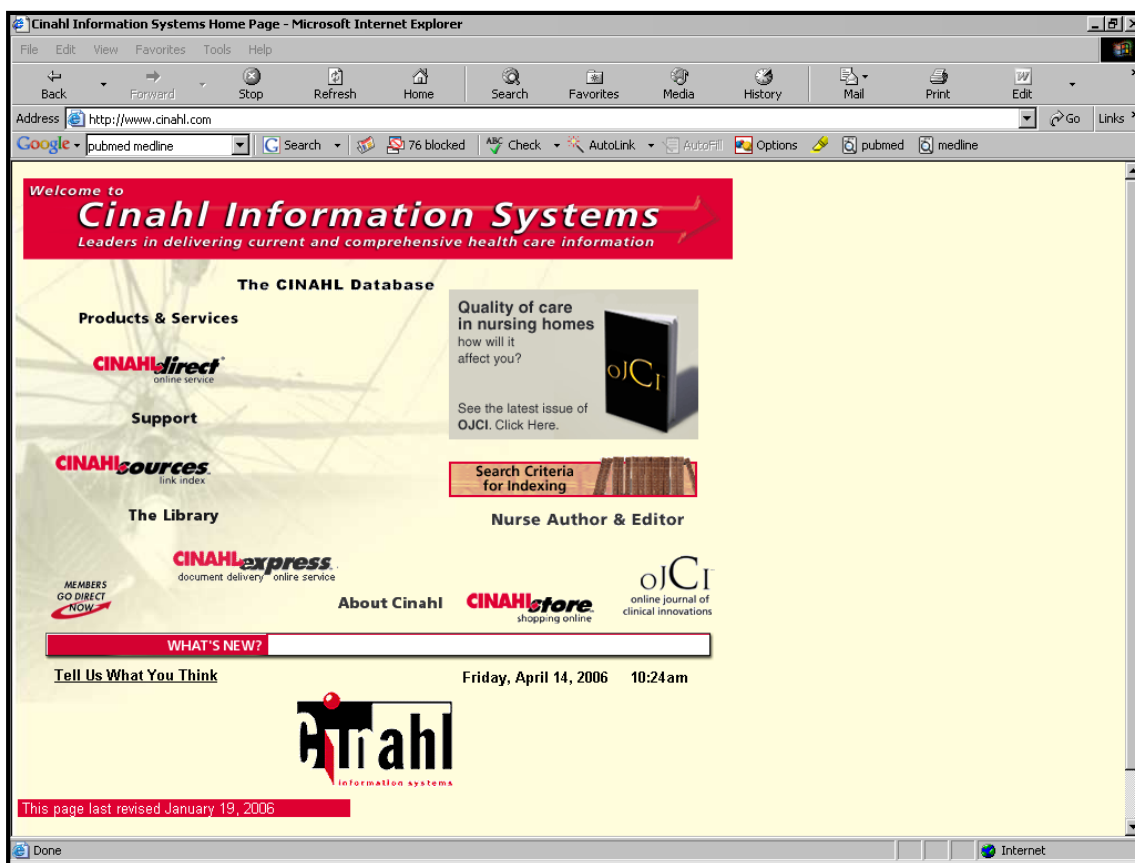 Cinahl Information Systems Home Page - Microsoft Internet Explorer
File Edit View Favorites Tools Help
Back Forward Stop Refresh Home Search Favorites Media History Mail Print Edit
Address http://www.cinahl.com Go Links
Google pubmed medline Search 76 blocked ABC Check AutoLink AutoFill Options pubmed medline
Welcome to
Cinahl Information Systems
Leaders in delivering current and comprehensive health care information
The CINAHL Database
Products & Services
CINAHLdirect
online service
Support
CINAHLsources
link index
The Library
CINAHLexpress
document delivery online service
MEMBERS
GO DIRECT
NOW
About Cinahl
Quality of care
in nursing homes
how will it
affect you?
OJCI
See the latest issue of
OJCI. Click Here.
Search Criteria
for Indexing
Nurse Author & Editor
CINAHLstore
shopping online
OJCI
online journal of
clinical innovations
WHAT'S NEW?
Tell Us What You Think
Friday, April 14, 2006 10:24am
Cinahl
information systems
This page last revised January 19, 2006
Done Internet